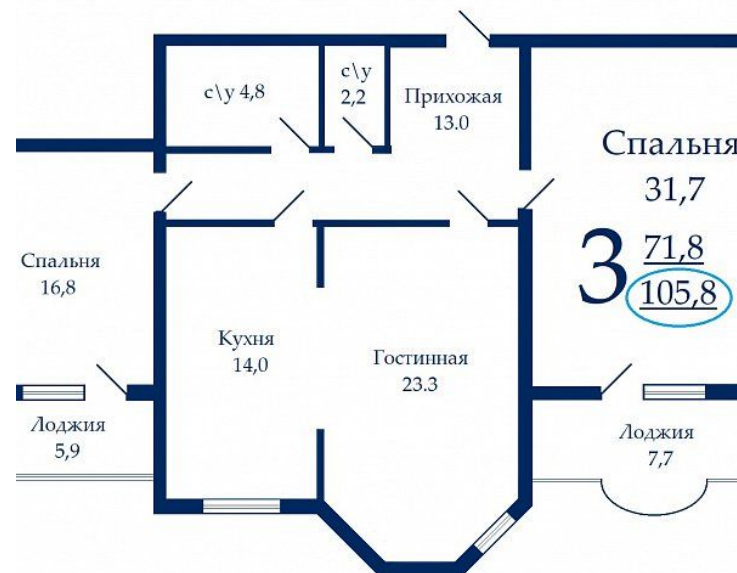 с\у 4,8
с\у
2,2
Прихожая
13.0
Спальня
31,7
3
71,8
105,8
Спальня
16,8
Кухня
14,0
Гостинная
23.3
Лоджия
5,9
Лоджия
7,7